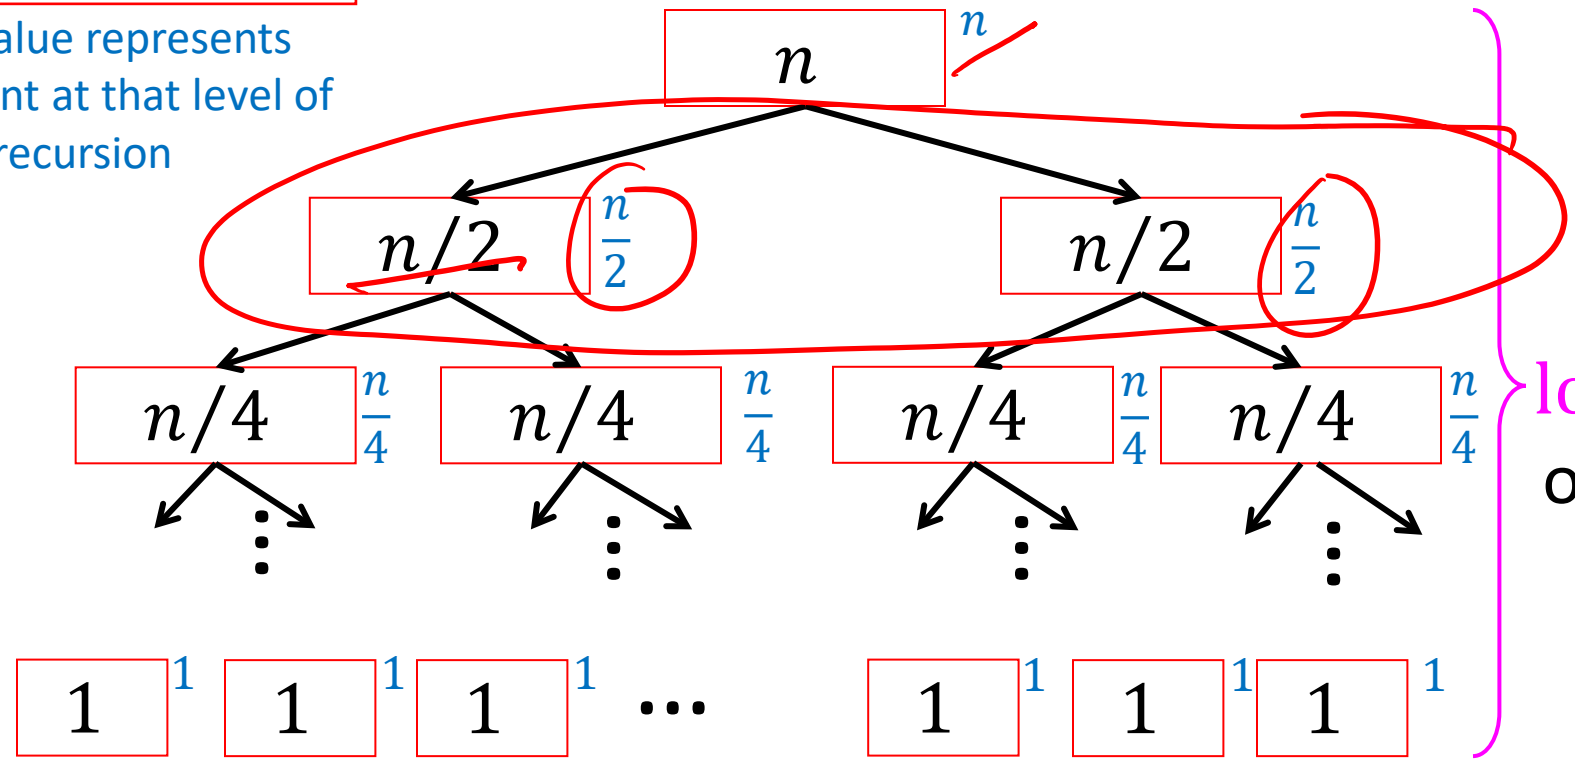 alue represents
nt at that level of
recursion
n n
n/2 n/2 n/2 n/2
n/4 n/4 n/4 n/4 n/4 n/4 n/4 n/4
1 1 1 1 1 1 ... 1 1 1 1 1 1